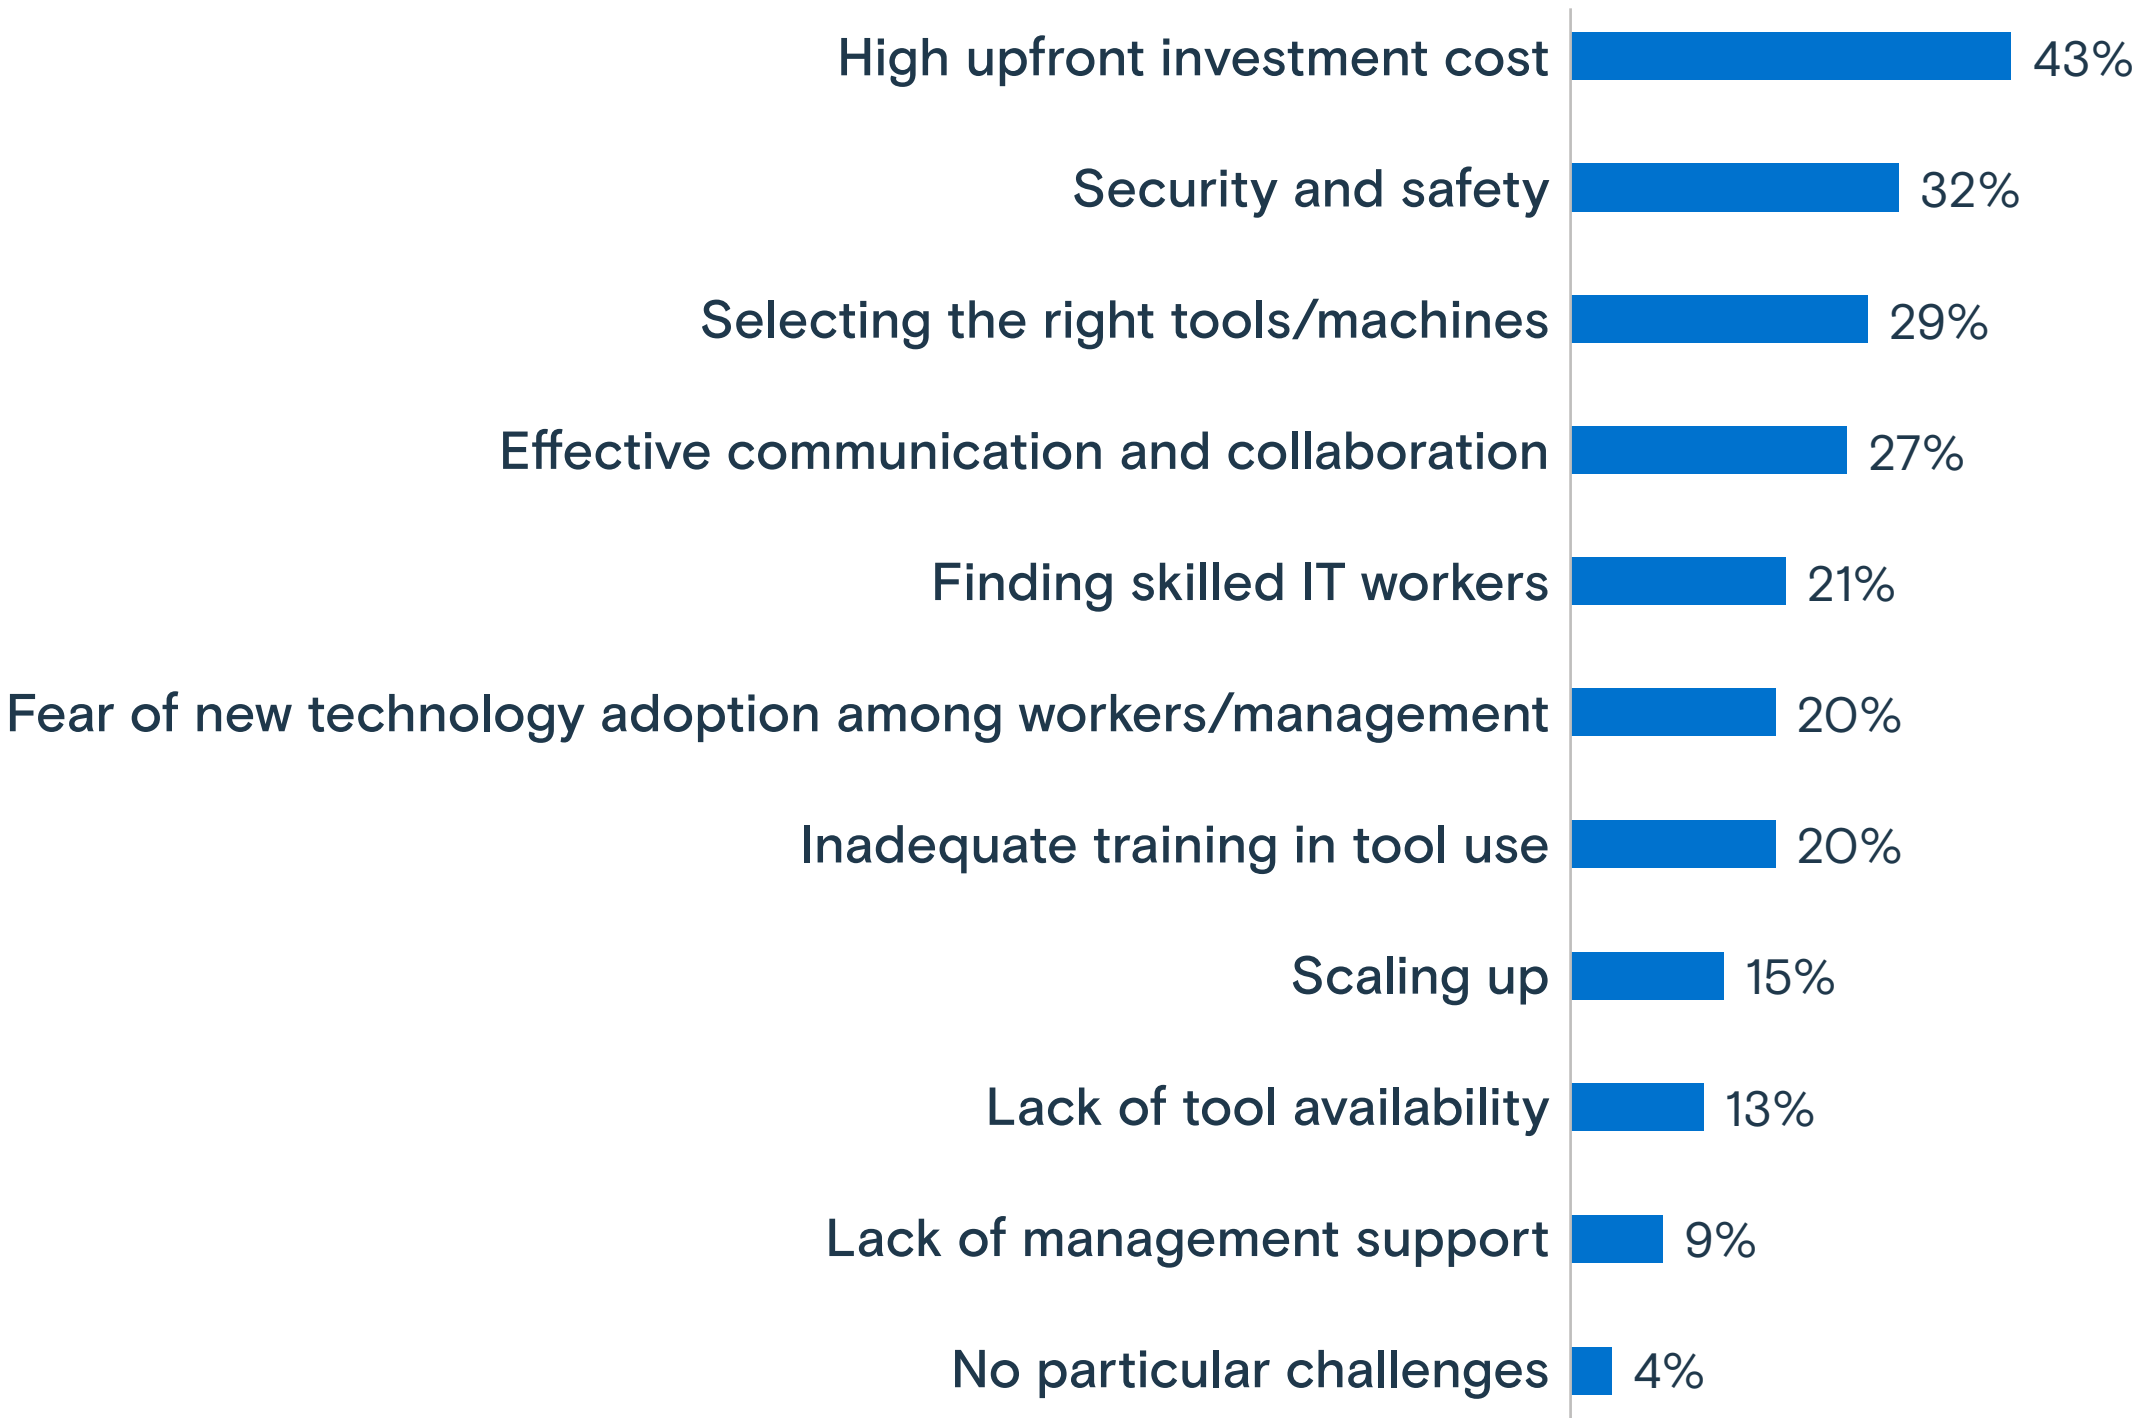 High upfront investment cost 43%
Security and safety 32%
Selecting the right tools/machines 29%
Effective communication and collaboration 27%
Finding skilled IT workers 21%
Fear of new technology adoption among workers/management 20%
Inadequate training in tool use 20%
Scaling up 15%
Lack of tool availability 13%
Lack of management support 9%
No particular challenges 4%